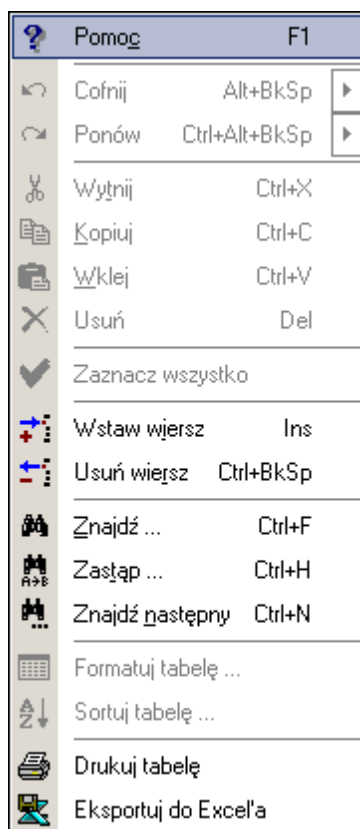 Pomoc F1
Cofnij Alt+BkSp
Ponów Ctrl+Alt+BkSp
Wytnij Ctrl+X
Kopiuj Ctrl+C
Wklej Ctrl+V
Usuń Del
Zaznacz wszystko
Wstaw wiersz Ins
Usuń wiersz Ctrl+BkSp
Znajdź ... Ctrl+F
A→B Zastąp ... Ctrl+H
Znajdź następny Ctrl+N
Formatuj tabelę ...
AZ Sortuj tabelę ...
Drukuj tabelę
Eksportuj do Excel'a